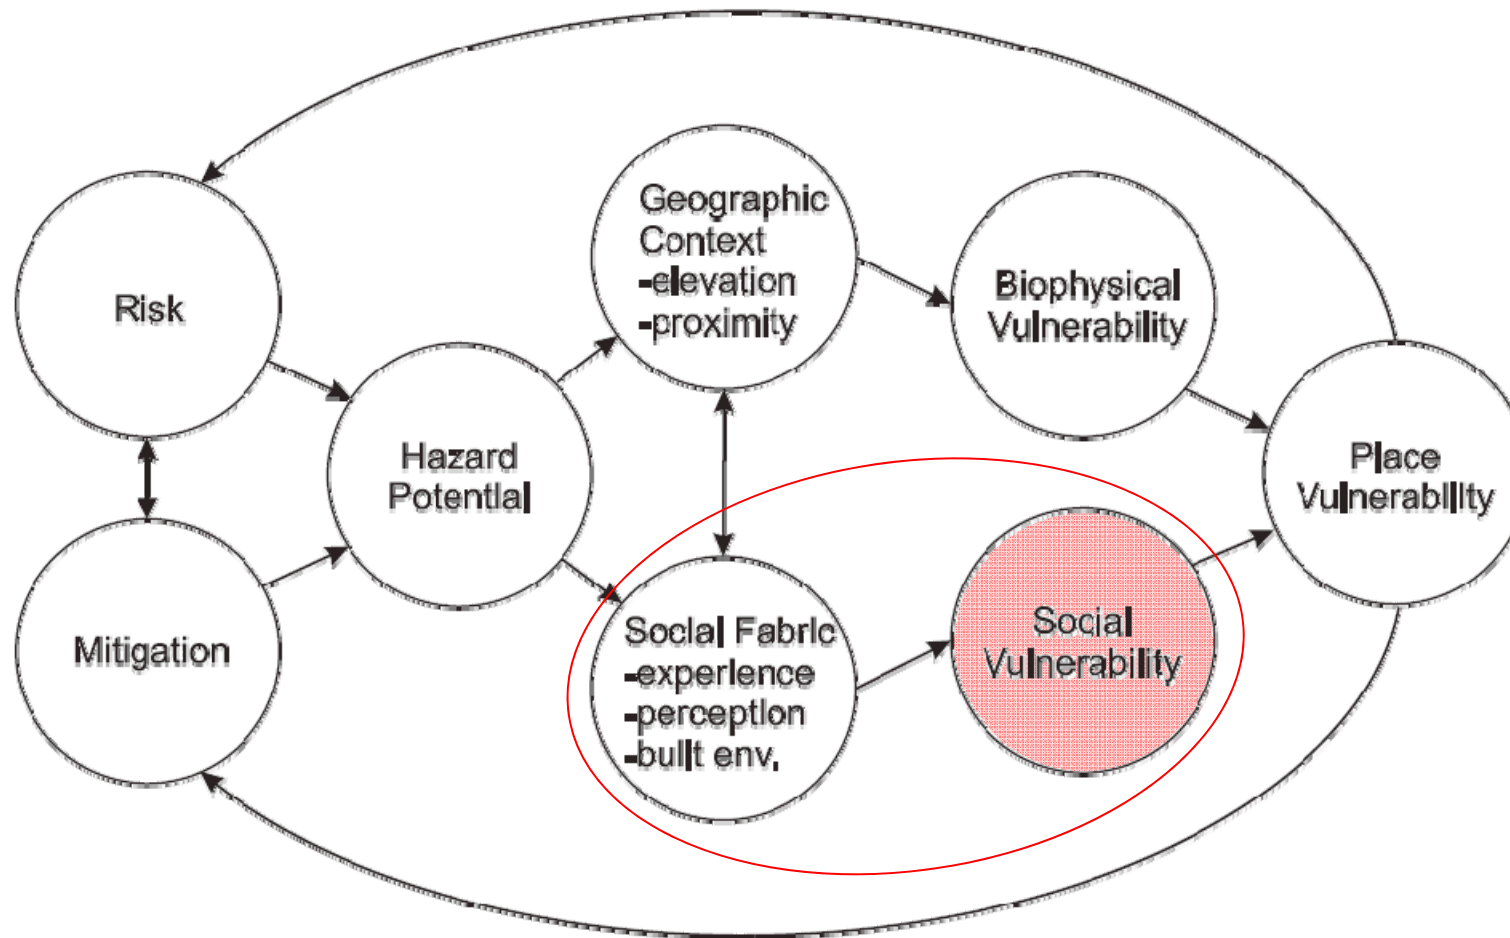 Risk
Mitigation
Hazard
Potential
Geographic
Context
-elevation
-proximity
Social Fabric
-experience
-perception
-built env.
Biophysical
Vulnerability
Social
Vulnerability
Place
Vulnerability